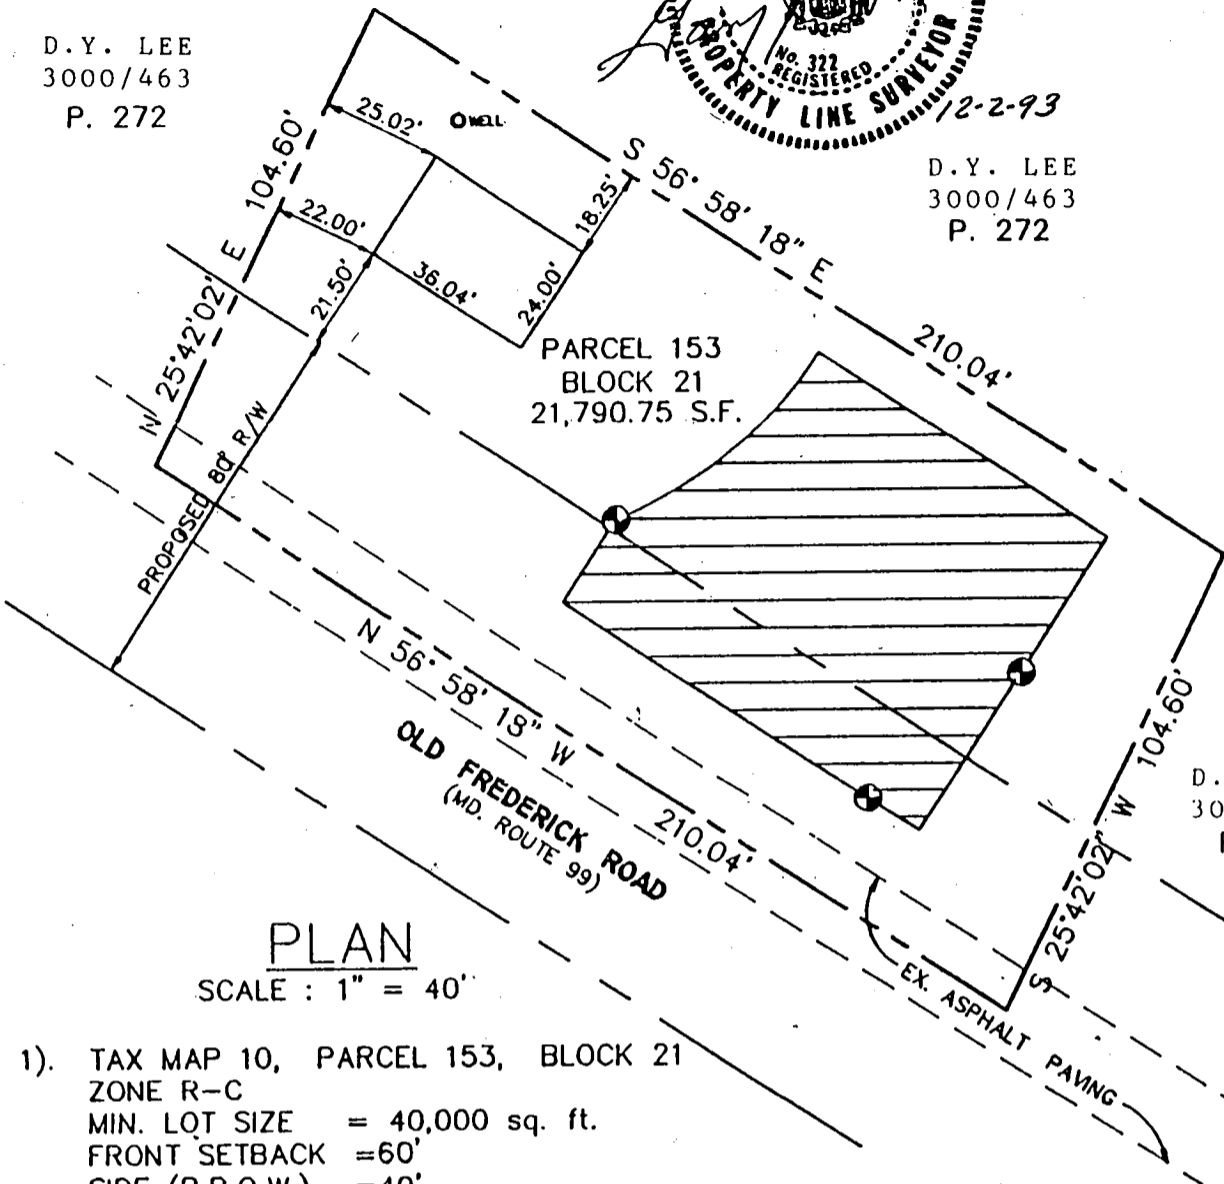 D.Y. LEE
3000/463
P. 272
No. 322
REGISTERED
PROPERTY LINE SURVEYOR
12-2-93
D.Y. LEE
3000/463
P. 272
25.02'
WELL
S 56° 58' 18" E
210.04'
104.60'
N 25°42'02" E
22.00'
18.25'
36.04'
24.00'
21.50'
PARCEL 153
BLOCK 21
21,790.75 S.F.
PROPOSED 80' R/W
N 56° 58' 18" W
210.04'
OLD FREDERICK ROAD
(MD. ROUTE 99)
S 25°42'02" W 104.60'
D.
30
EX. ASPHALT PAVING
PLAN
SCALE : 1" = 40'
1). TAX MAP 10, PARCEL 153, BLOCK 21
ZONE R-C
MIN. LOT SIZE = 40,000 sq. ft.
FRONT SETBACK =60'